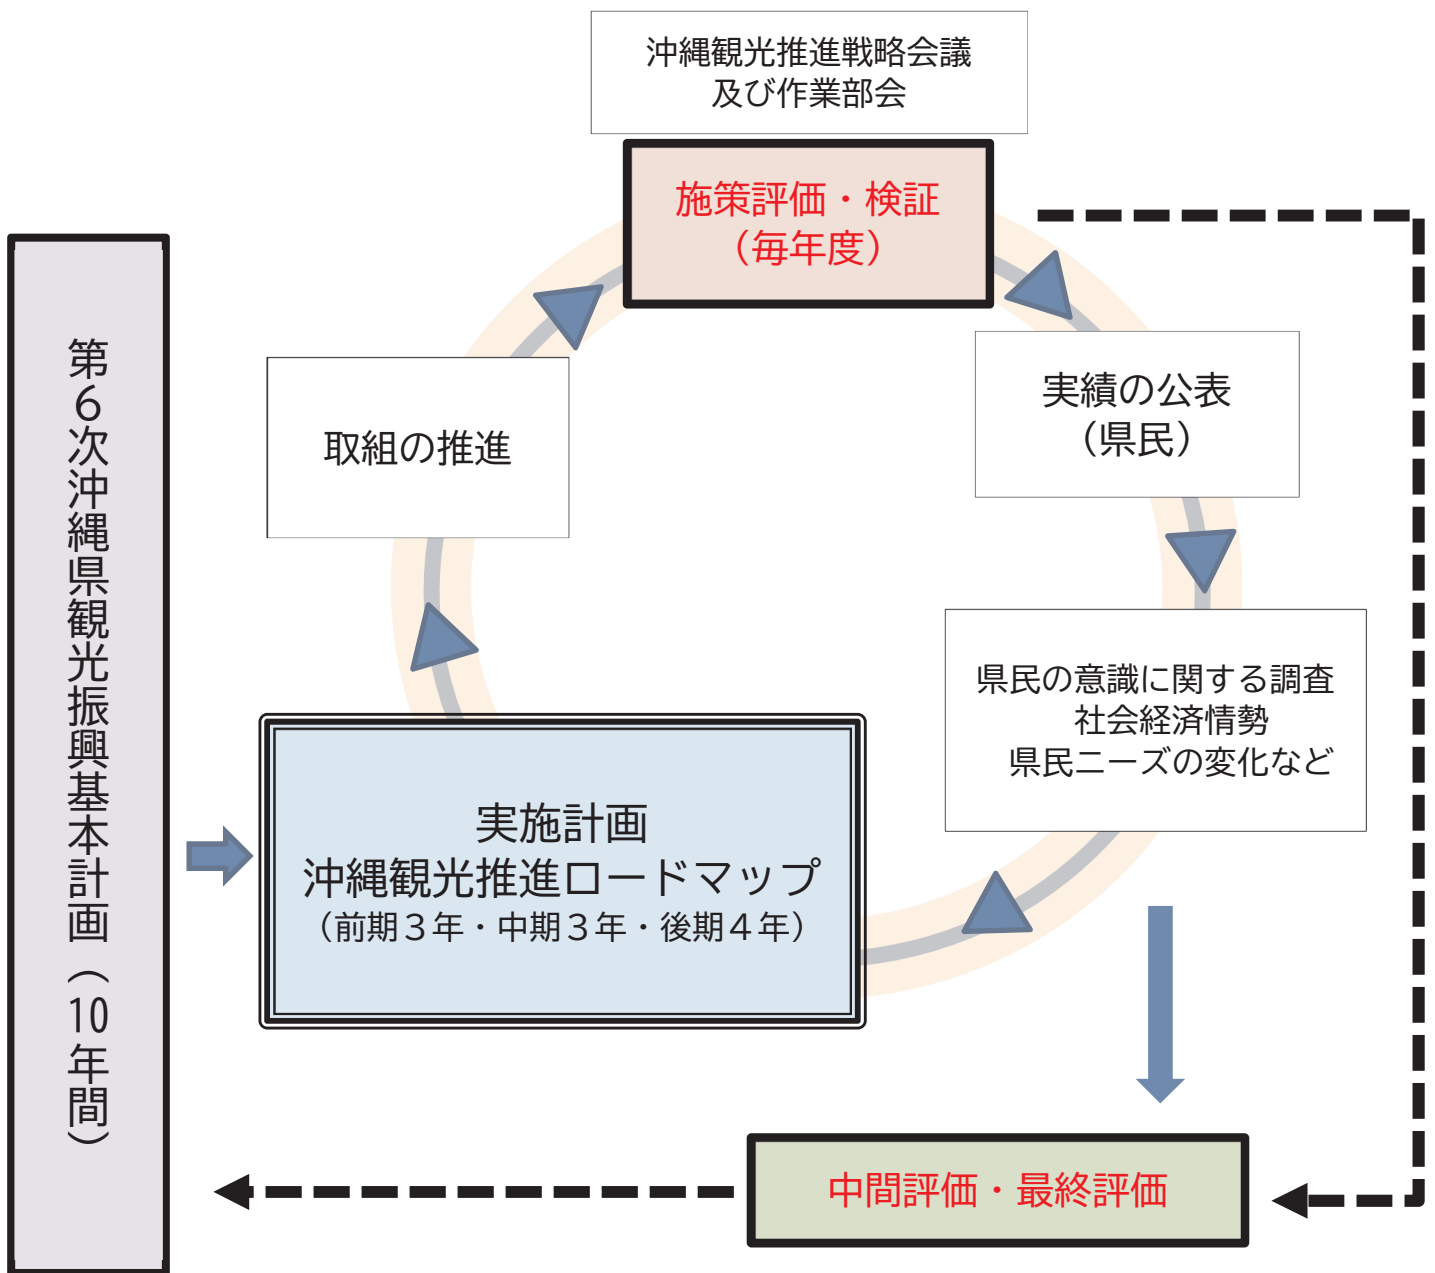 沖縄観光推進戦略会議
及び作業部会
施策評価・検証
（毎年度）
第６次沖縄県観光振興基本計画（10年間）
取組の推進
実績の公表
（県民）
県民の意識に関する調査
社会経済情勢
県民ニーズの変化など
実施計画
沖縄観光推進ロードマップ
（前期３年・中期３年・後期４年）
中間評価・最終評価